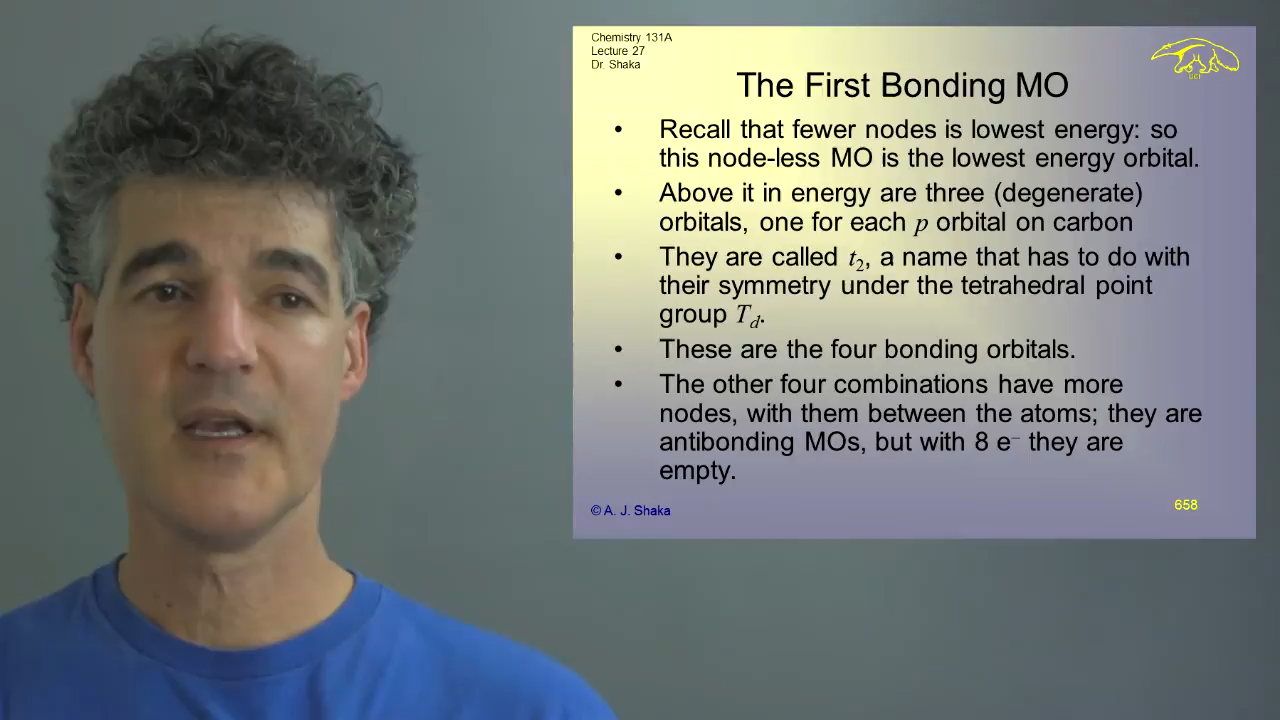 Chemistry 131A
Lecture 27
Dr. Shaka
UCI
The First Bonding MO
• Recall that fewer nodes is lowest energy: so
this node-less MO is the lowest energy orbital.
• Above it in energy are three (degenerate)
orbitals, one for each p orbital on carbon
• They are called t₂, a name that has to do with
their symmetry under the tetrahedral point
group T_d.
• These are the four bonding orbitals.
• The other four combinations have more
nodes, with them between the atoms; they are
antibonding MOs, but with 8 e⁻ they are
empty.
© A. J. Shaka
658